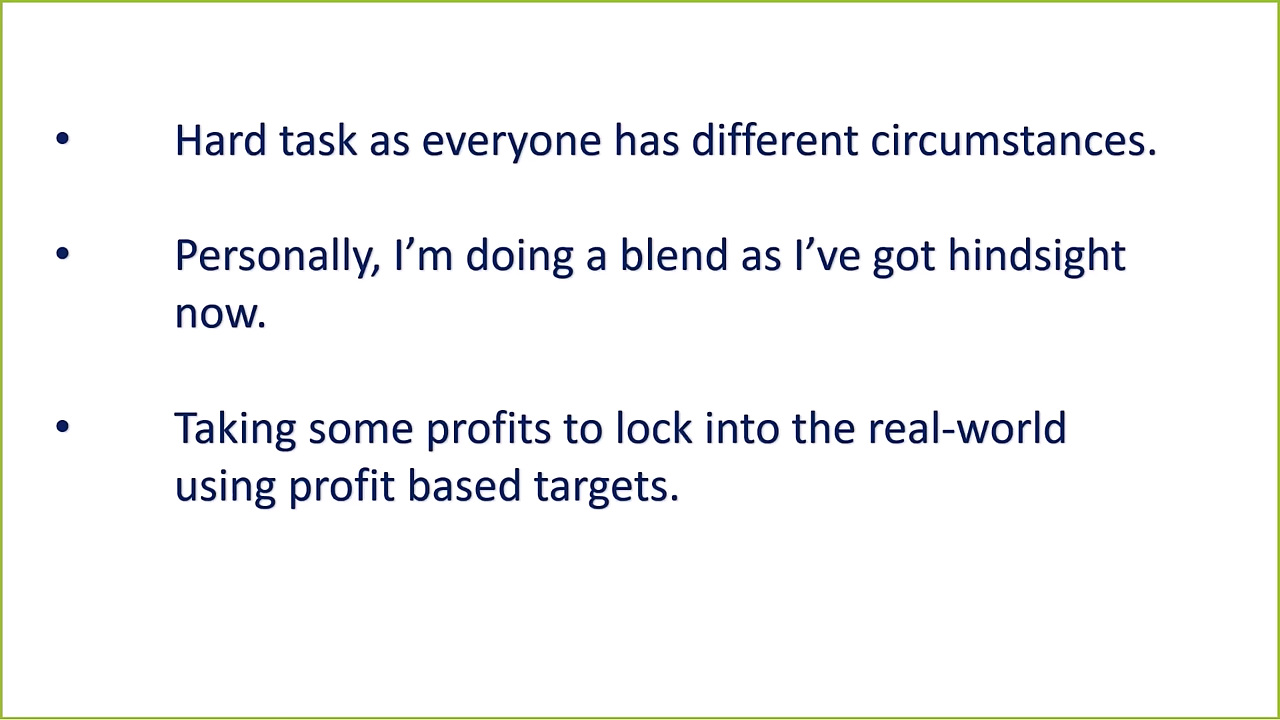 • Hard task as everyone has different circumstances.
• Personally, I’m doing a blend as I’ve got hindsight
now.
• Taking some profits to lock into the real-world
using profit based targets.